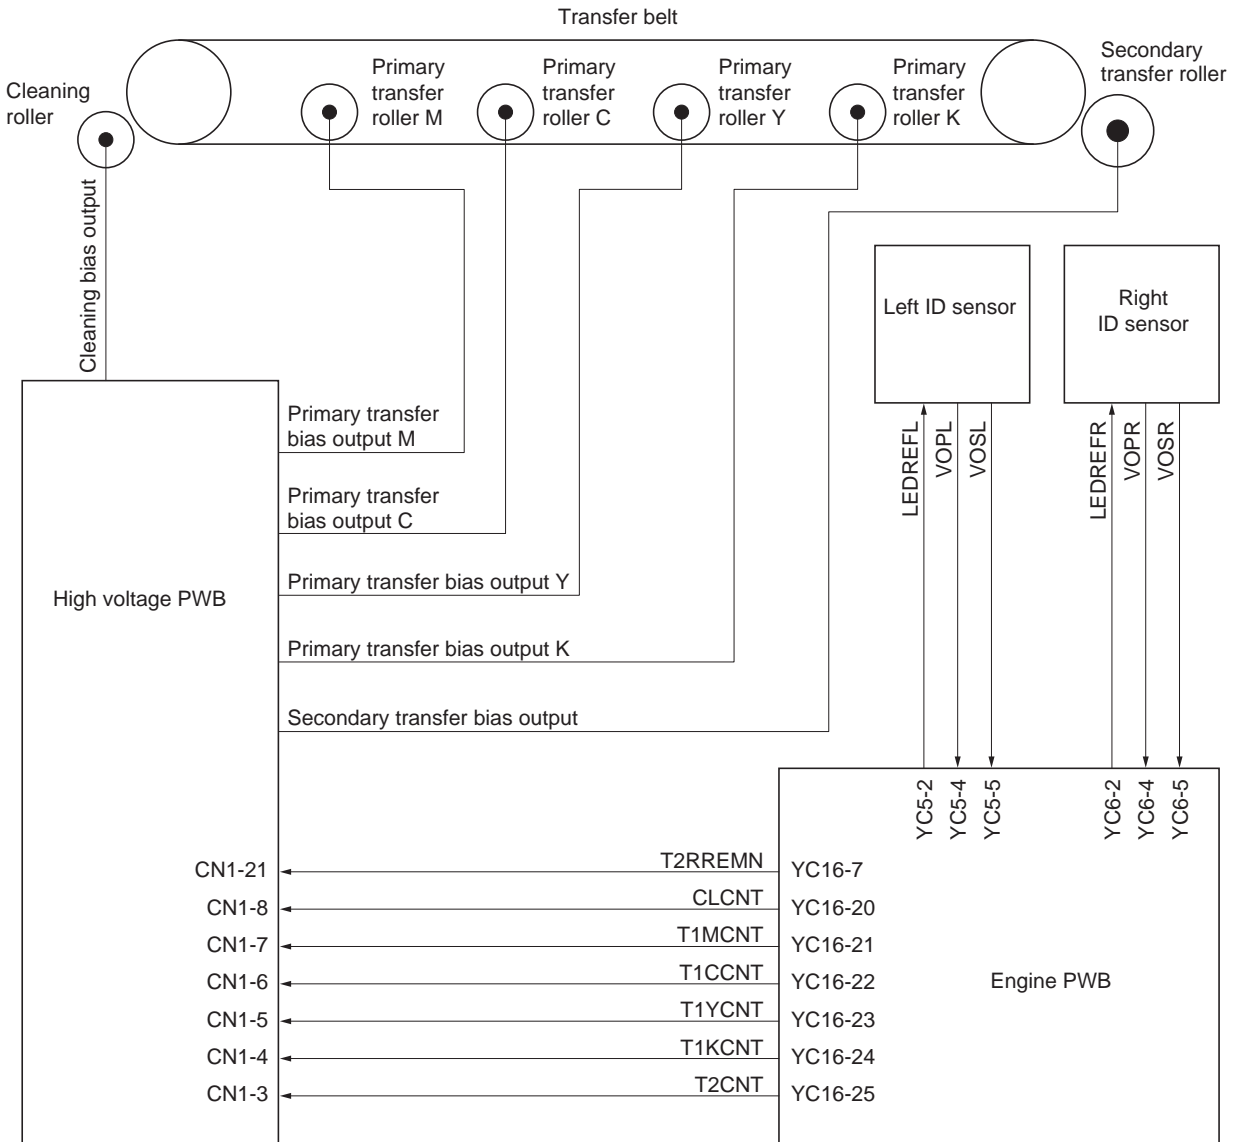 Transfer belt
Cleaning
roller
Primary
transfer
roller M
Primary
transfer
roller C
Primary
transfer
roller Y
Primary
transfer
roller K
Secondary
transfer roller
Cleaning bias output
Left ID sensor
Right
ID sensor
LEDREFL
VOPL
VOSL
LEDREFR
VOPR
VOSR
Primary transfer
bias output M
Primary transfer
bias output C
Primary transfer bias output Y
Primary transfer bias output K
Secondary transfer bias output
High voltage PWB
YC5-2
YC5-4
YC5-5
YC6-2
YC6-4
YC6-5
CN1-21 T2RREMN YC16-7
CN1-8 CLCNT YC16-20
CN1-7 T1MCNT YC16-21
CN1-6 T1CCNT YC16-22
CN1-5 T1YCNT YC16-23
CN1-4 T1KCNT YC16-24
CN1-3 T2CNT YC16-25
Engine PWB